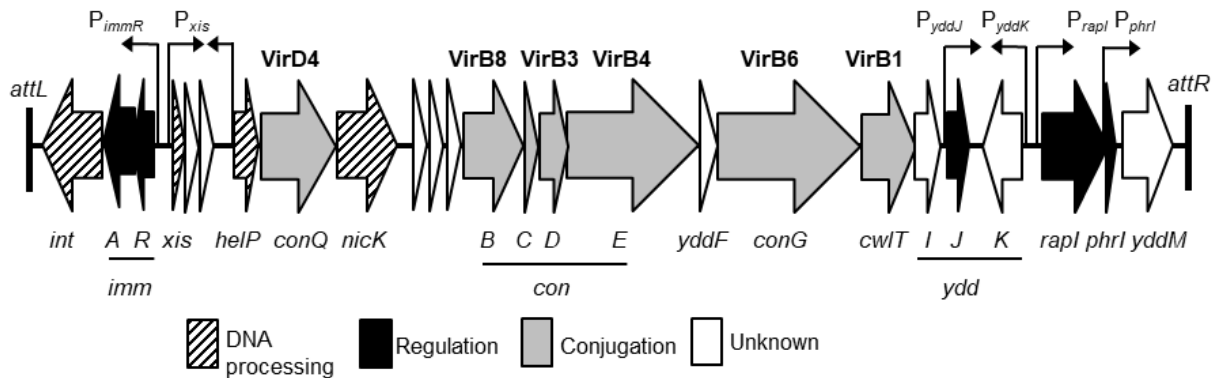 PimmR Pxis PyddJ PyddK PrapI PphrI
VirD4 VirB8 VirB3 VirB4 VirB6 VirB1
attL attR
int A R xis helP conQ nicK B C D E yddF conG cwlT I J K rapI phrI yddM
imm con ydd
DNA processing Regulation Conjugation Unknown